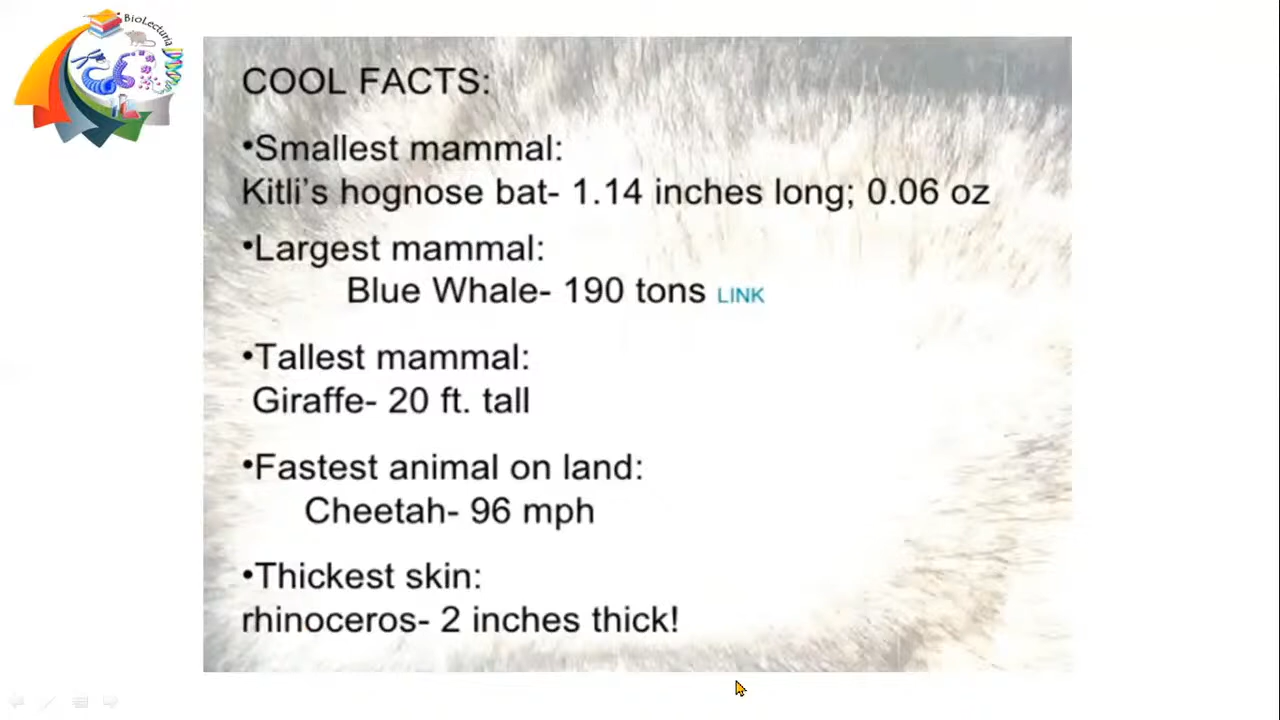 BioLecturia
COOL FACTS:
•Smallest mammal:
Kitli's hognose bat- 1.14 inches long; 0.06 oz
•Largest mammal:
Blue Whale- 190 tons LINK
•Tallest mammal:
Giraffe- 20 ft. tall
•Fastest animal on land:
Cheetah- 96 mph
•Thickest skin:
rhinoceros- 2 inches thick!